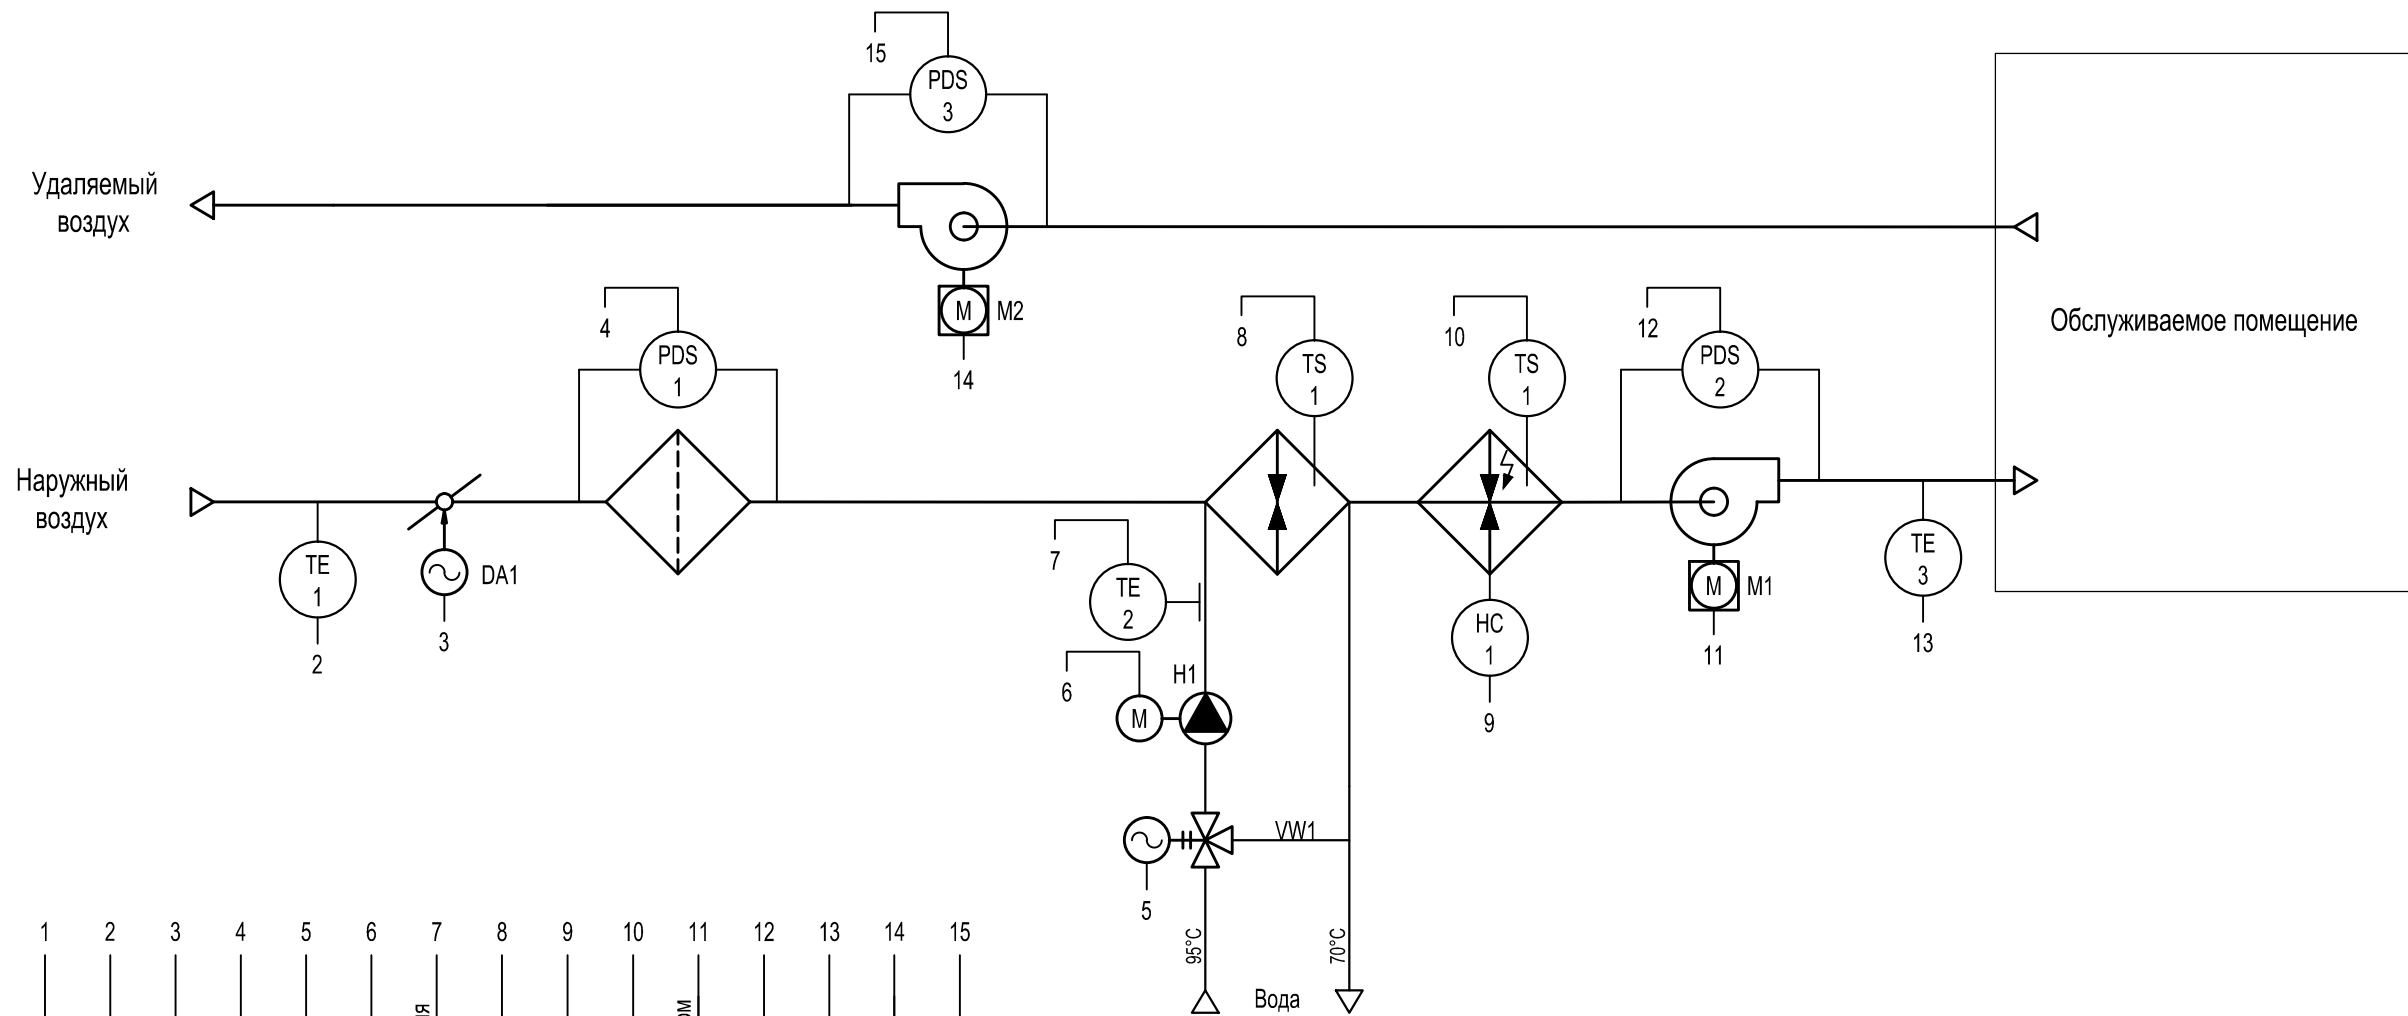 15
PDS
3
Удаляемый
воздух
M
M2
14
4
PDS
1
8
TS
1
10
TS
1
12
PDS
2
Обслуживаемое помещение
Наружный
воздух
TE
1
2
DA1
3
7
TE
2
6
M
H1
HC
1
9
M
M1
11
TE
3
13
VW1
5
95°C
70°C
Вода
1 2 3 4 5 6 7 8 9 10 11 12 13 14 15